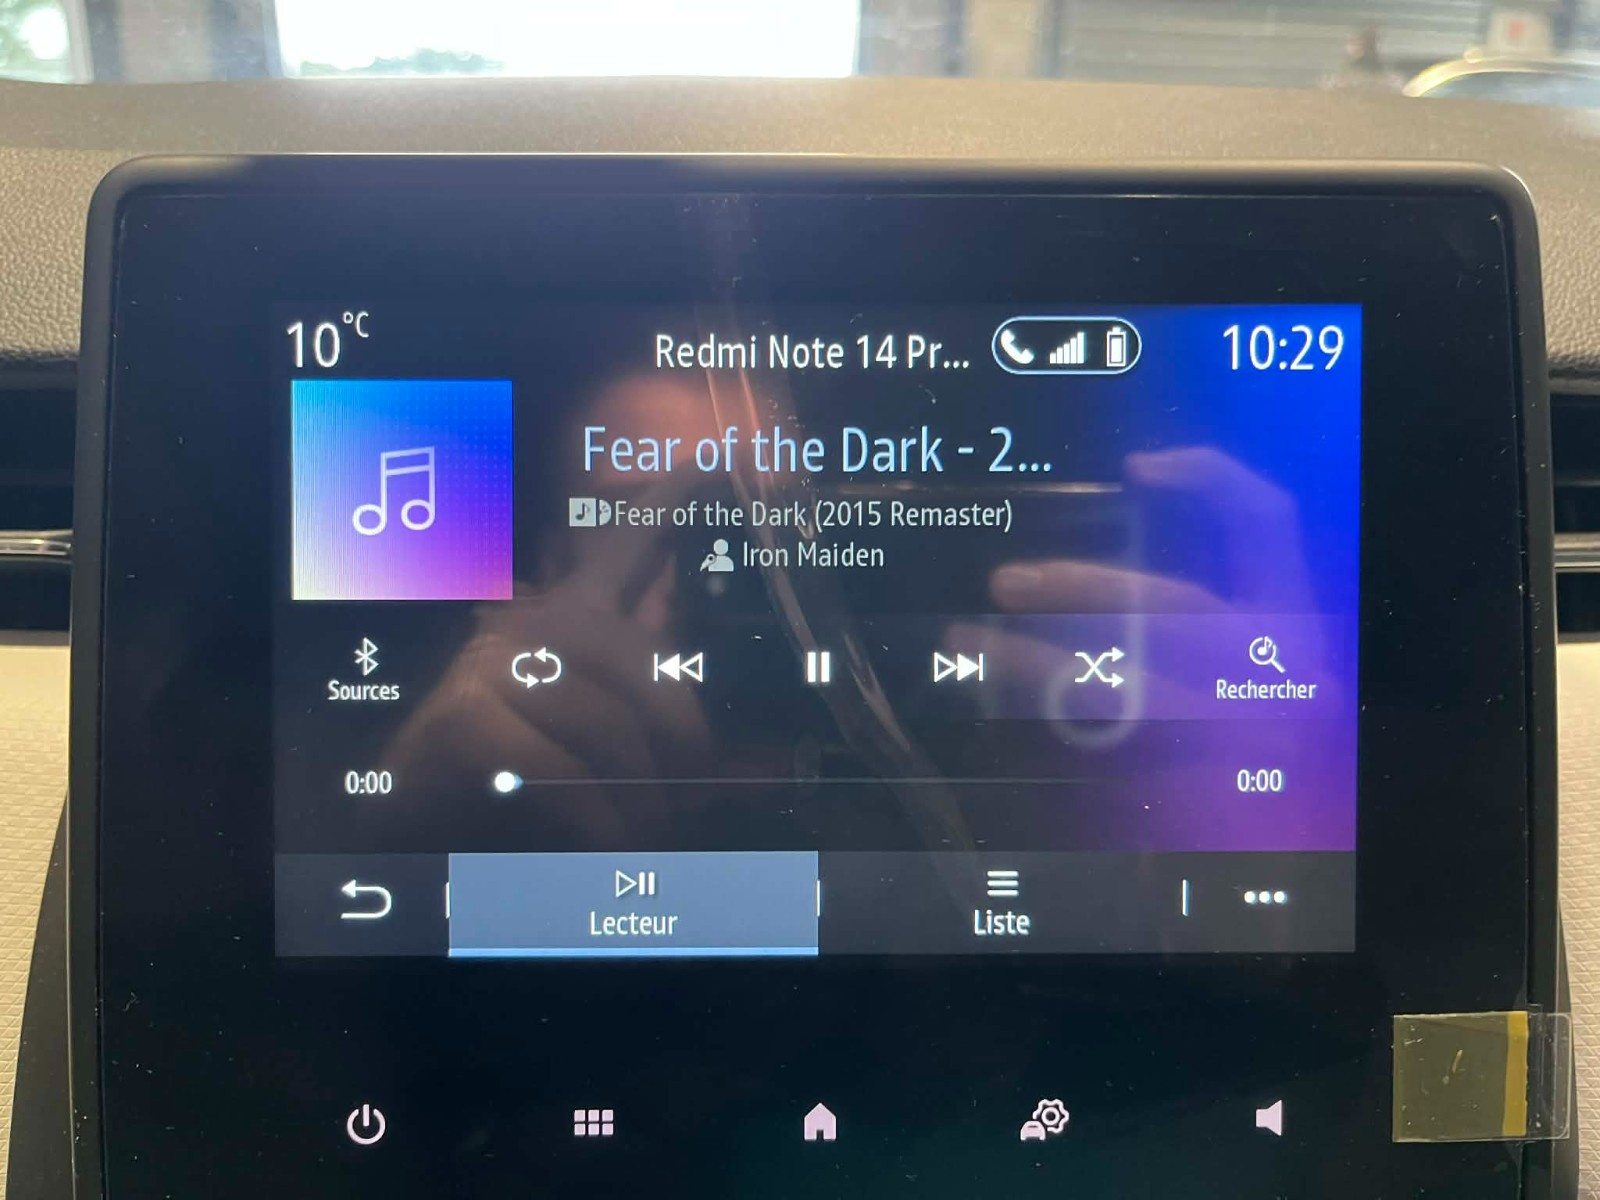 10°C
Redmi Note 14 Pr...
10:29
Fear of the Dark - 2...
Fear of the Dark (2015 Remaster)
Iron Maiden
Sources
Rechercher
0:00
0:00
Lecteur
Liste